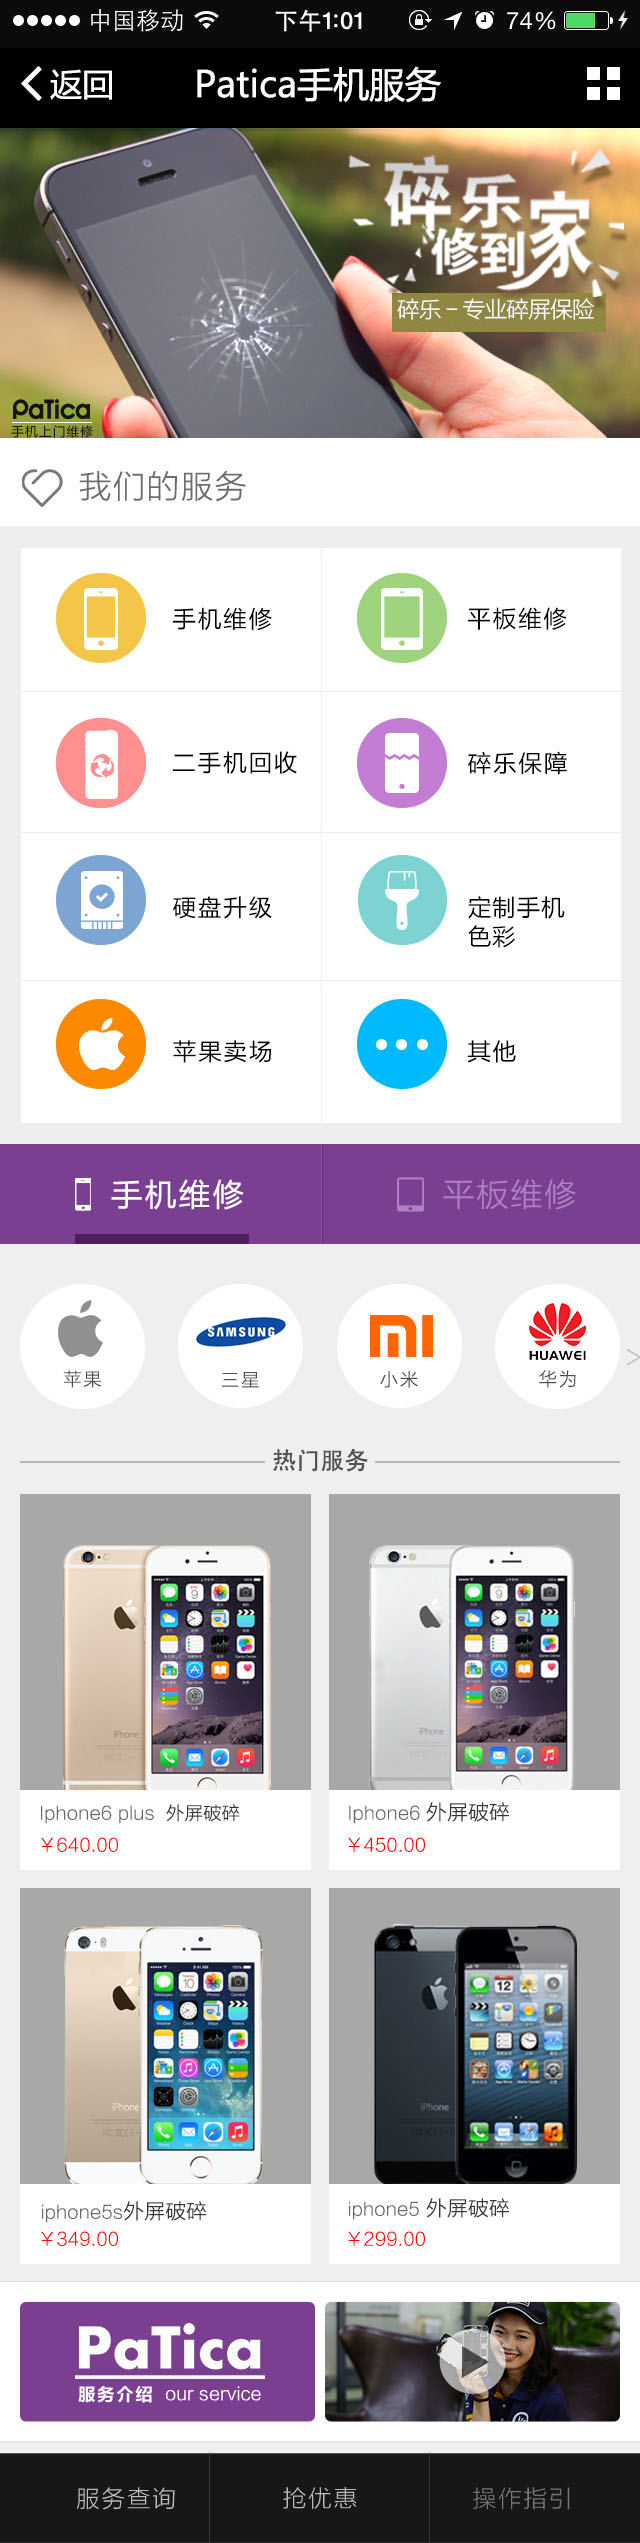 中国移动 下午1:01 74%
返回 Patica手机服务
碎乐
修到家
碎乐－专业碎屏保险
PaTica
手机上门维修
我们的服务
手机维修 平板维修
二手机回收 碎乐保障
硬盘升级 定制手机
色彩
苹果卖场 其他
手机维修 平板维修
SAMSUNG
HUAWEI
苹果 三星 小米 华为
热门服务
iPhone iPhone
Iphone6 plus 外屏破碎 Iphone6 外屏破碎
￥640.00 ￥450.00
iPhone iPhone
iphone5s外屏破碎 iphone5 外屏破碎
￥349.00 ￥299.00
PaTica
服务介绍 our service
服务查询 抢优惠 操作指引